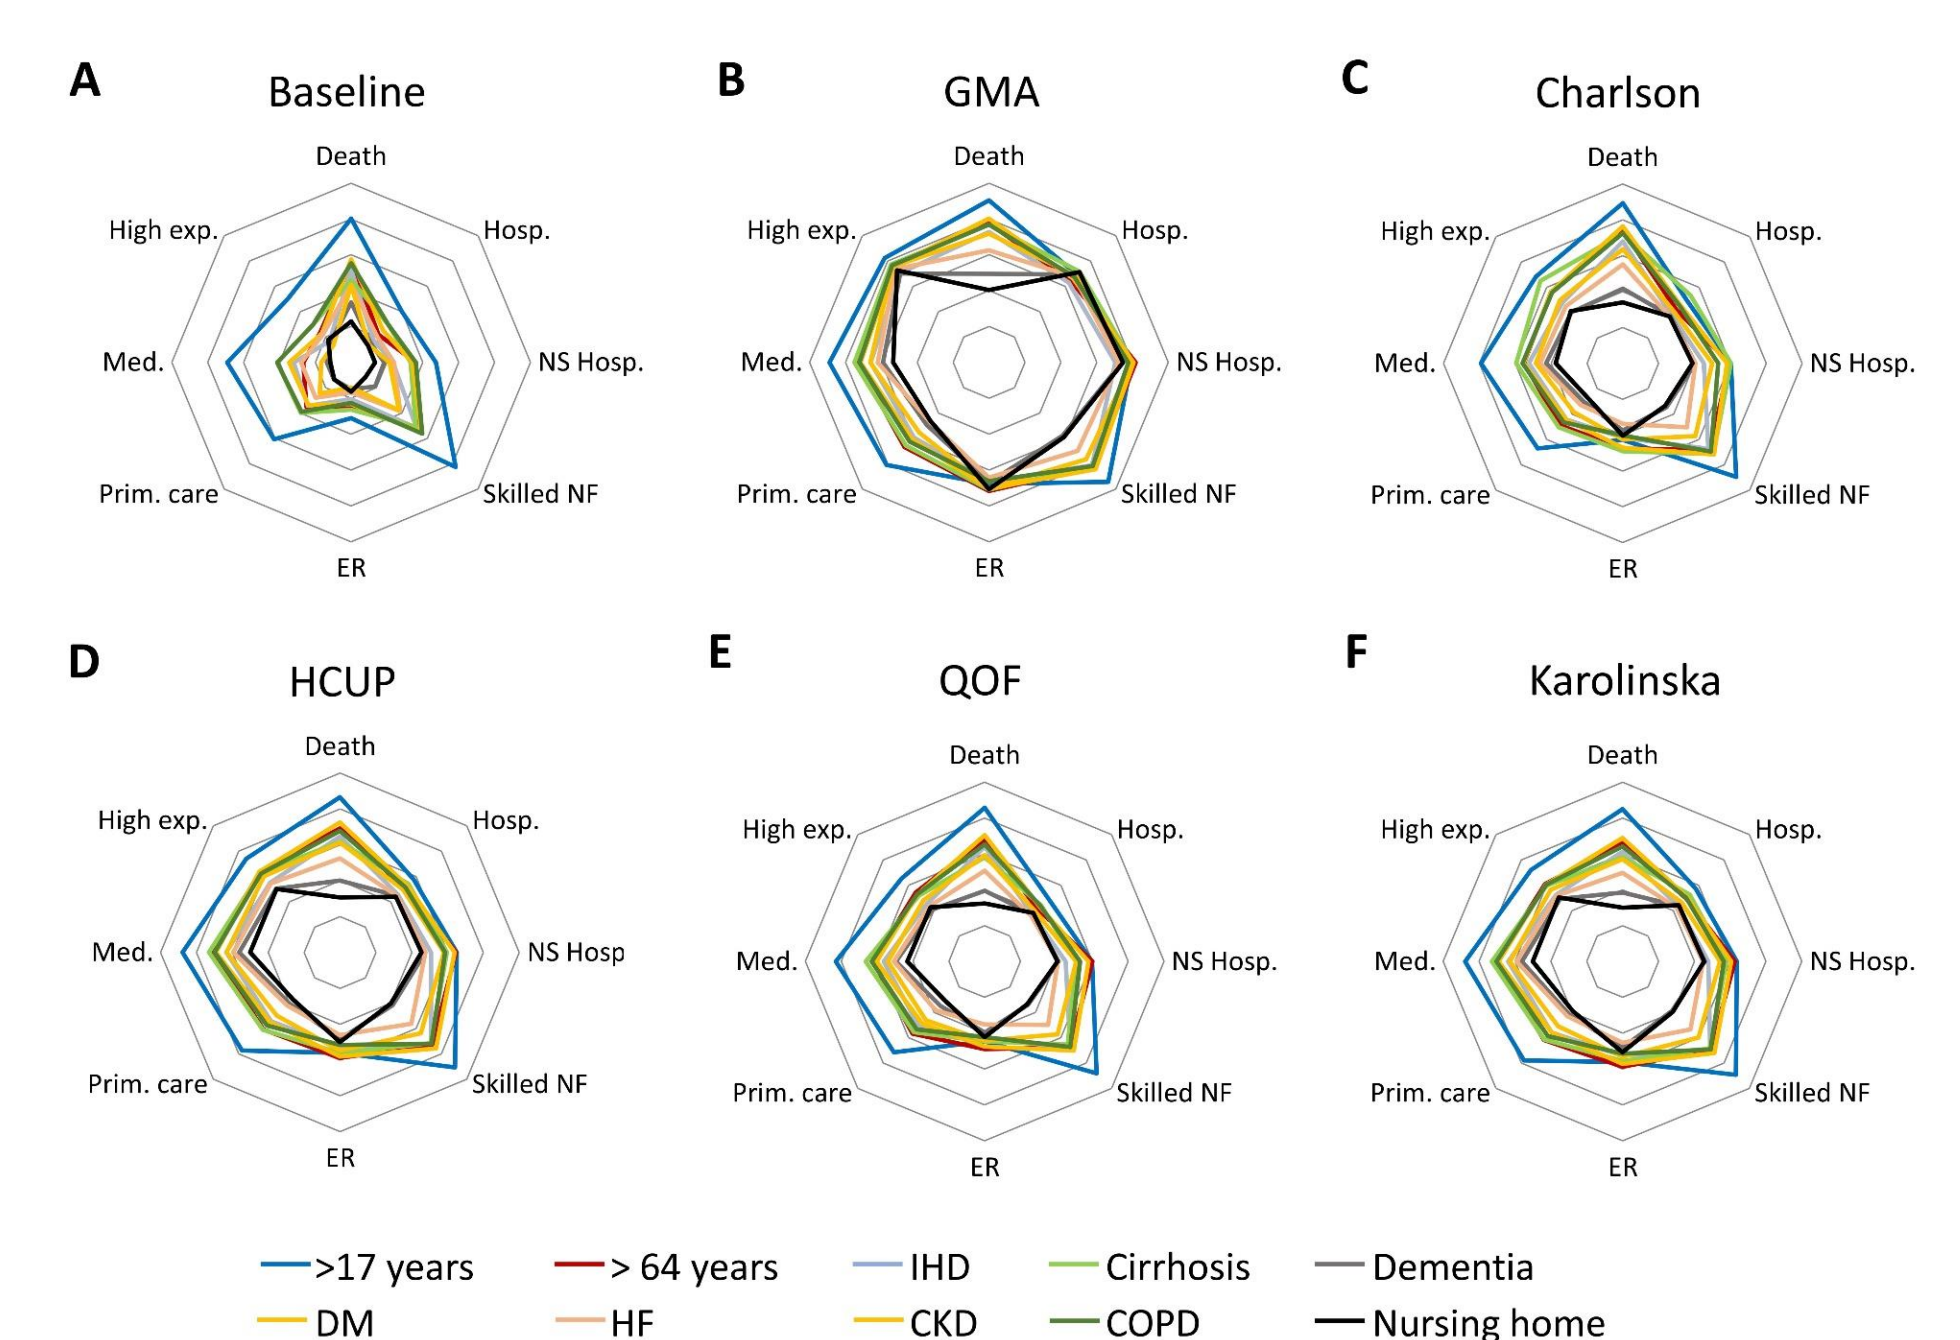 A
Baseline
Death
High exp.
Hosp.
Med.
NS Hosp.
Prim. care
Skilled NF
ER
B
GMA
Death
High exp.
Hosp.
Med.
NS Hosp.
Prim. care
Skilled NF
ER
C
Charlson
Death
High exp.
Hosp.
Med.
NS Hosp.
Prim. care
Skilled NF
ER
D
HCUP
Death
High exp.
Hosp.
Med.
NS Hosp
Prim. care
Skilled NF
ER
E
QOF
Death
High exp.
Hosp.
Med.
NS Hosp.
Prim. care
Skilled NF
ER
F
Karolinska
Death
High exp.
Hosp.
Med.
NS Hosp.
Prim. care
Skilled NF
ER
>17 years
> 64 years
IHD
Cirrhosis
Dementia
DM
HF
CKD
COPD
Nursing home